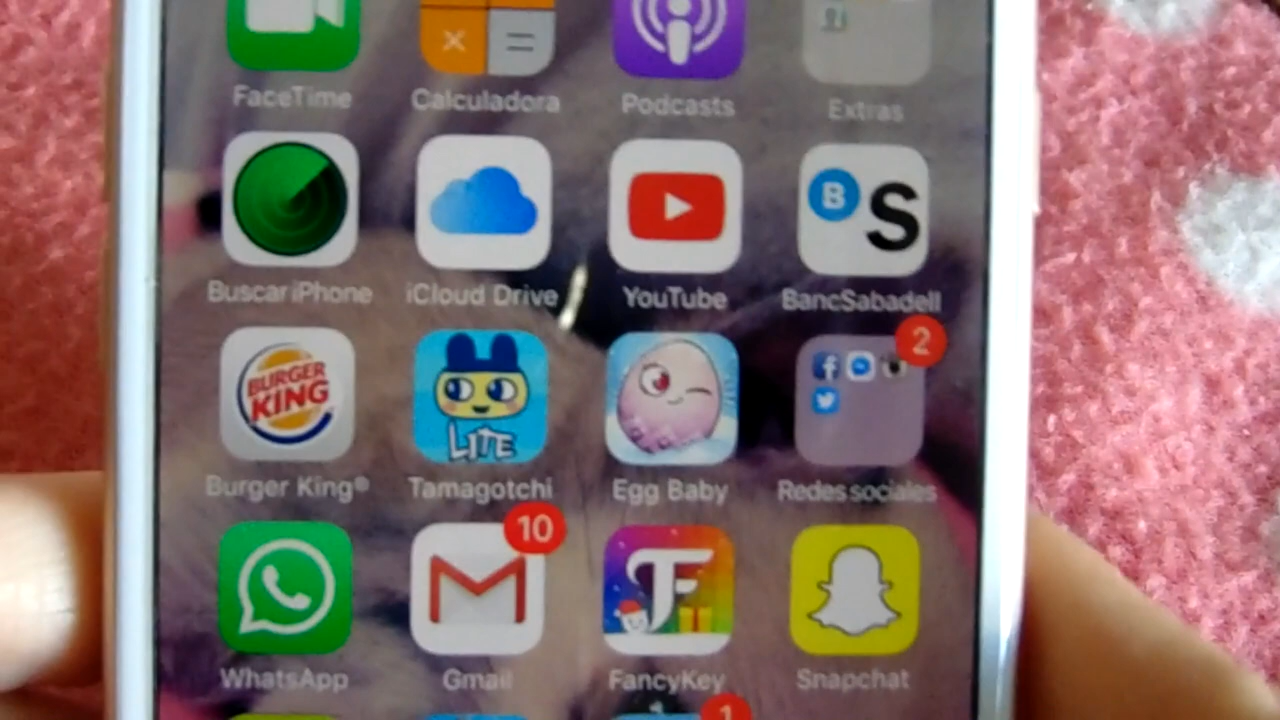 FaceTime Calculadora Podcasts Extras
B S
Buscar iPhone iCloud Drive YouTube BancSabadell
2
BURGER
KING
LITE
Burger King® Tamagotchi Egg Baby Redes sociales
10
F
WhatsApp Gmail FancyKey Snapchat
1